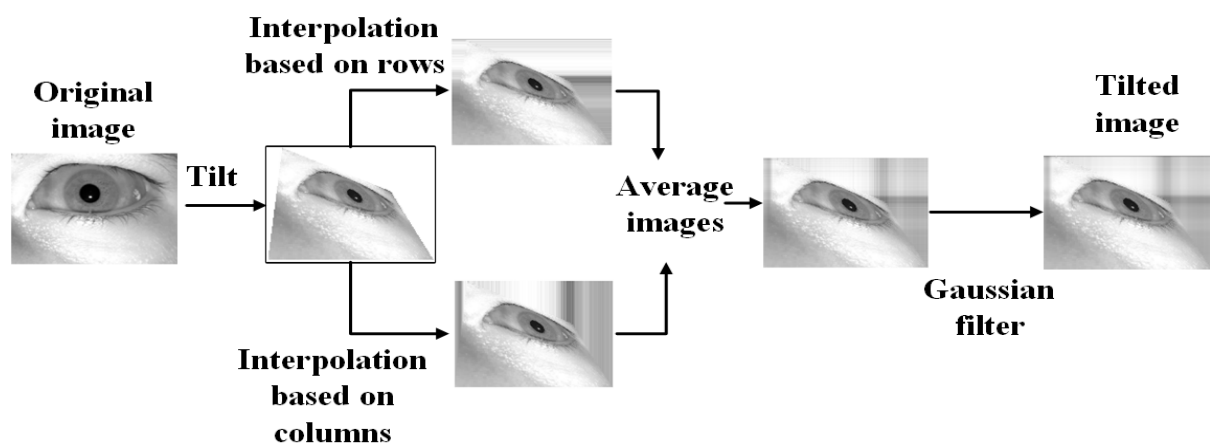 Original
image
Tilt
Interpolation
based on rows
Interpolation
based on
columns
Average
images
Gaussian
filter
Tilted
image